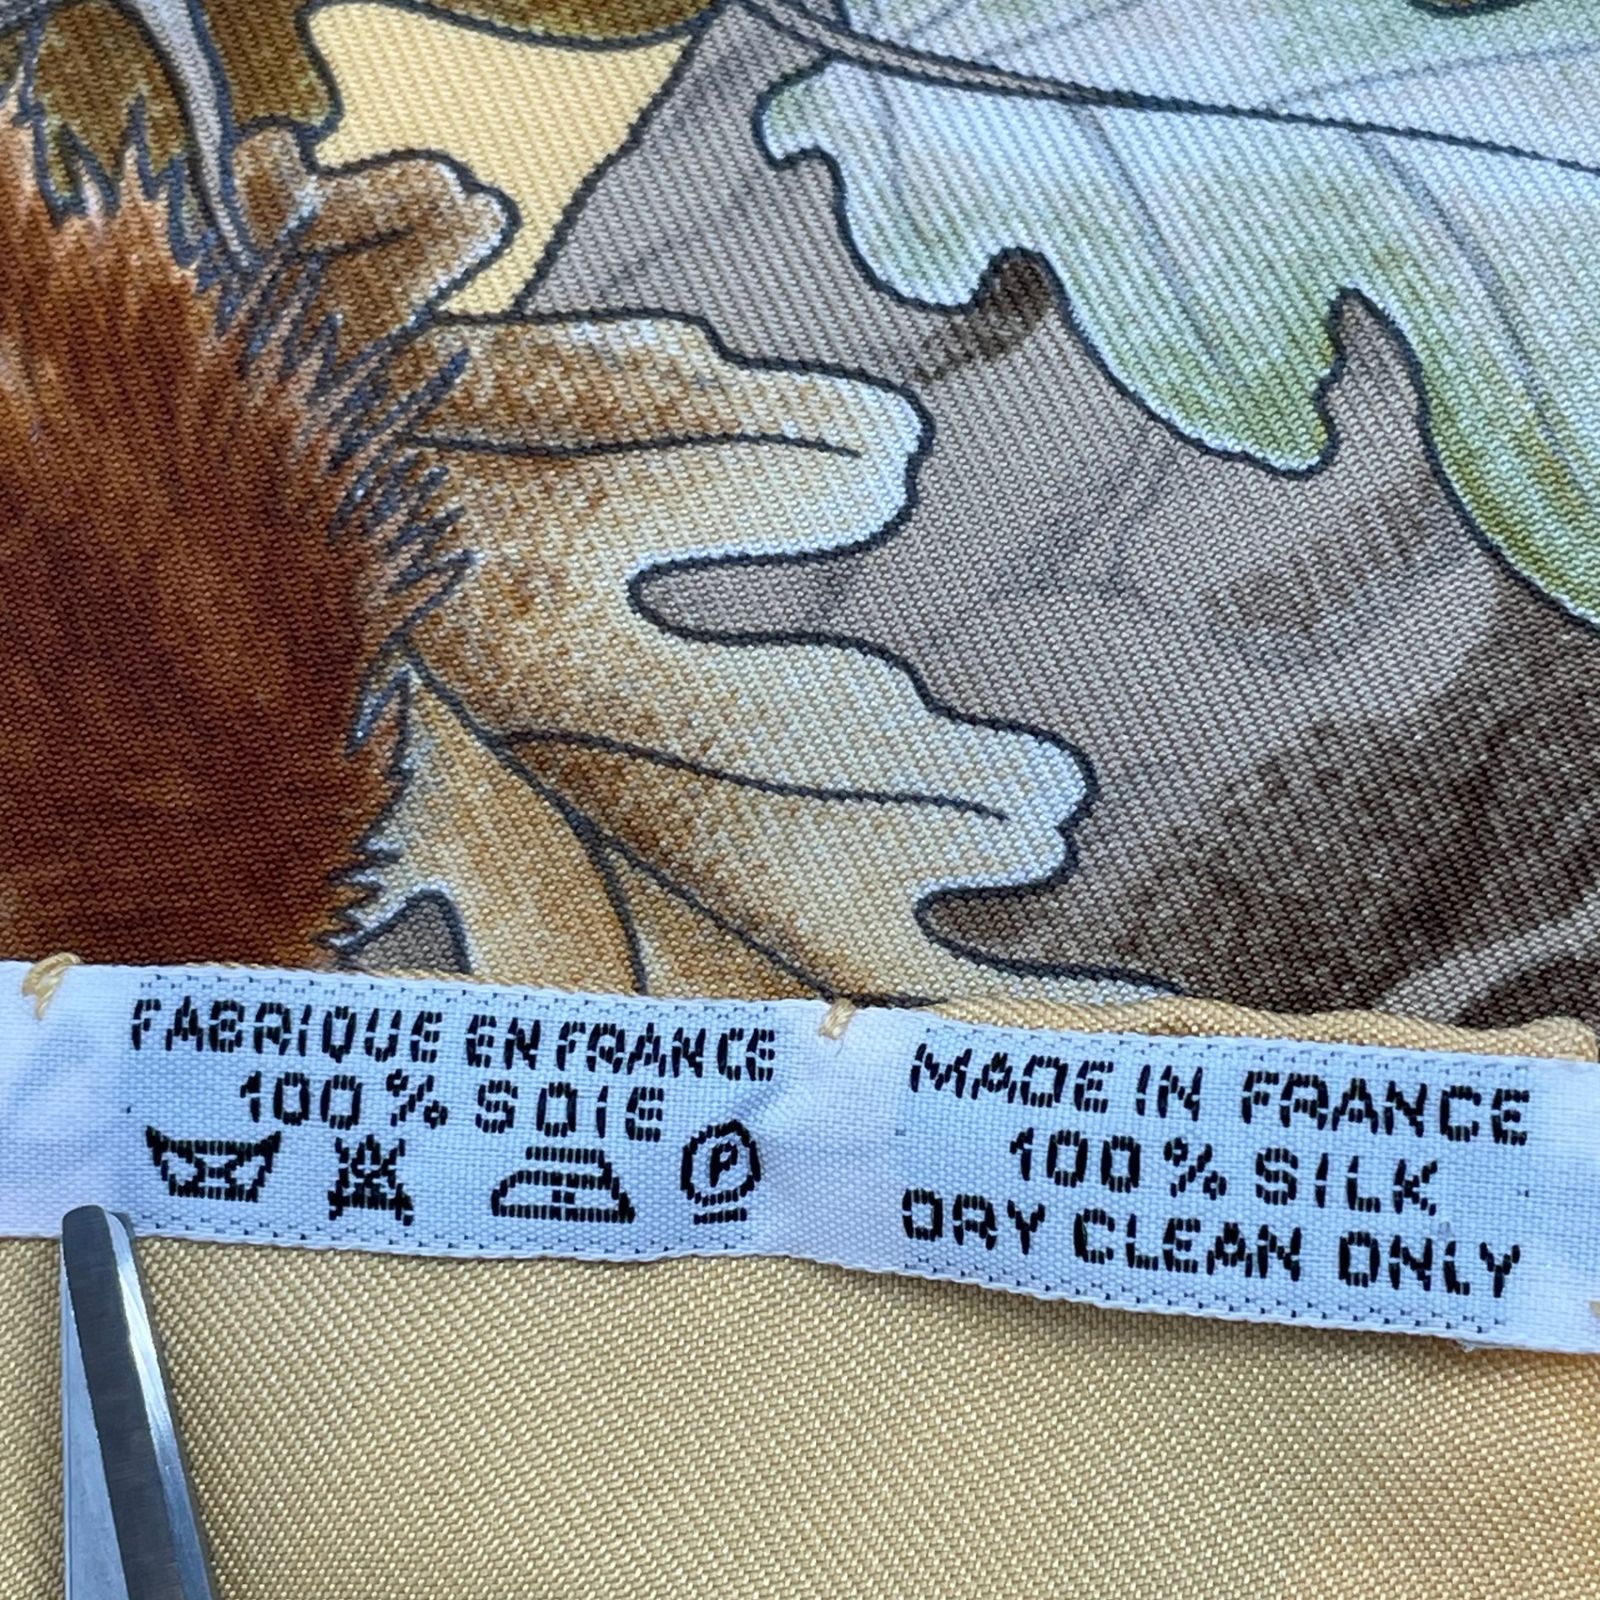 FABRIQUE EN FRANCE
100% SOIE
P
MADE IN FRANCE
100% SILK
DRY CLEAN ONLY